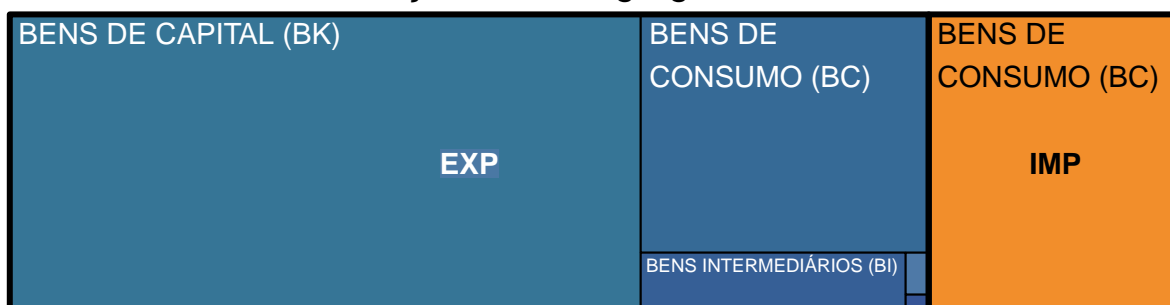 BENS DE CAPITAL (BK)
EXP
BENS DE
CONSUMO (BC)
BENS INTERMEDIÁRIOS (BI)
BENS DE
CONSUMO (BC)
IMP